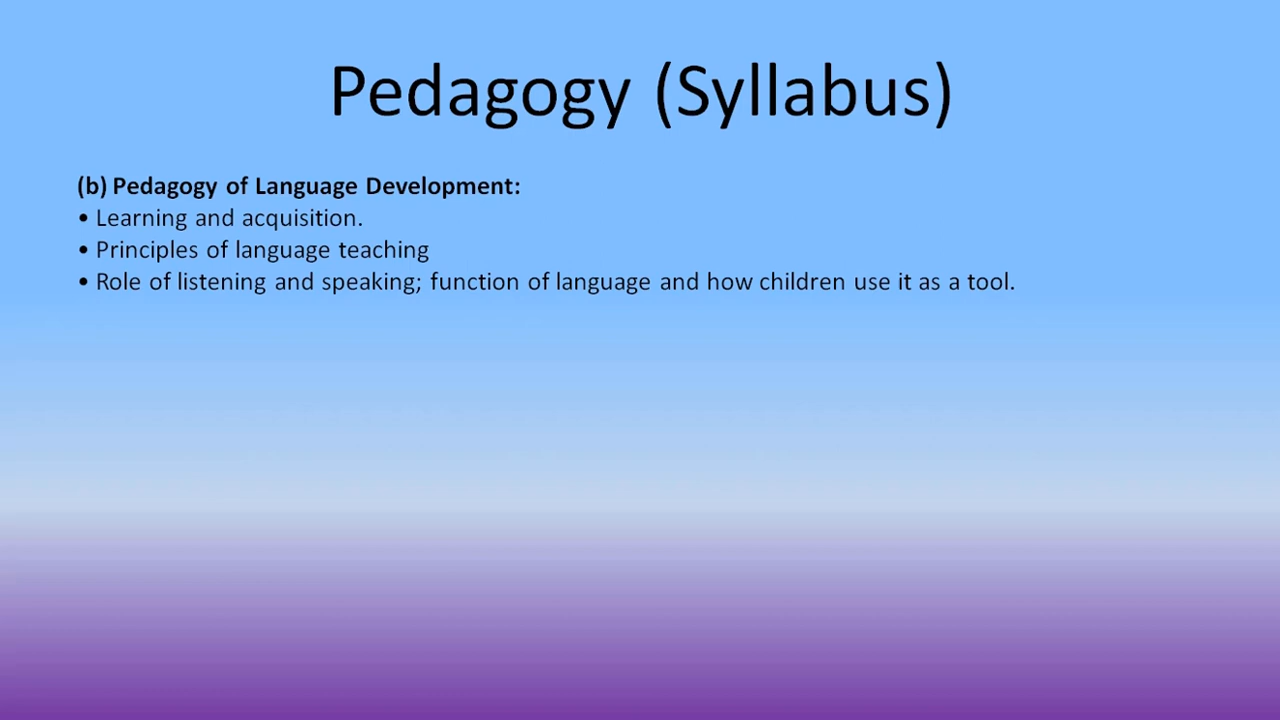 Pedagogy (Syllabus)
(b) Pedagogy of Language Development:
• Learning and acquisition.
• Principles of language teaching
• Role of listening and speaking; function of language and how children use it as a tool.